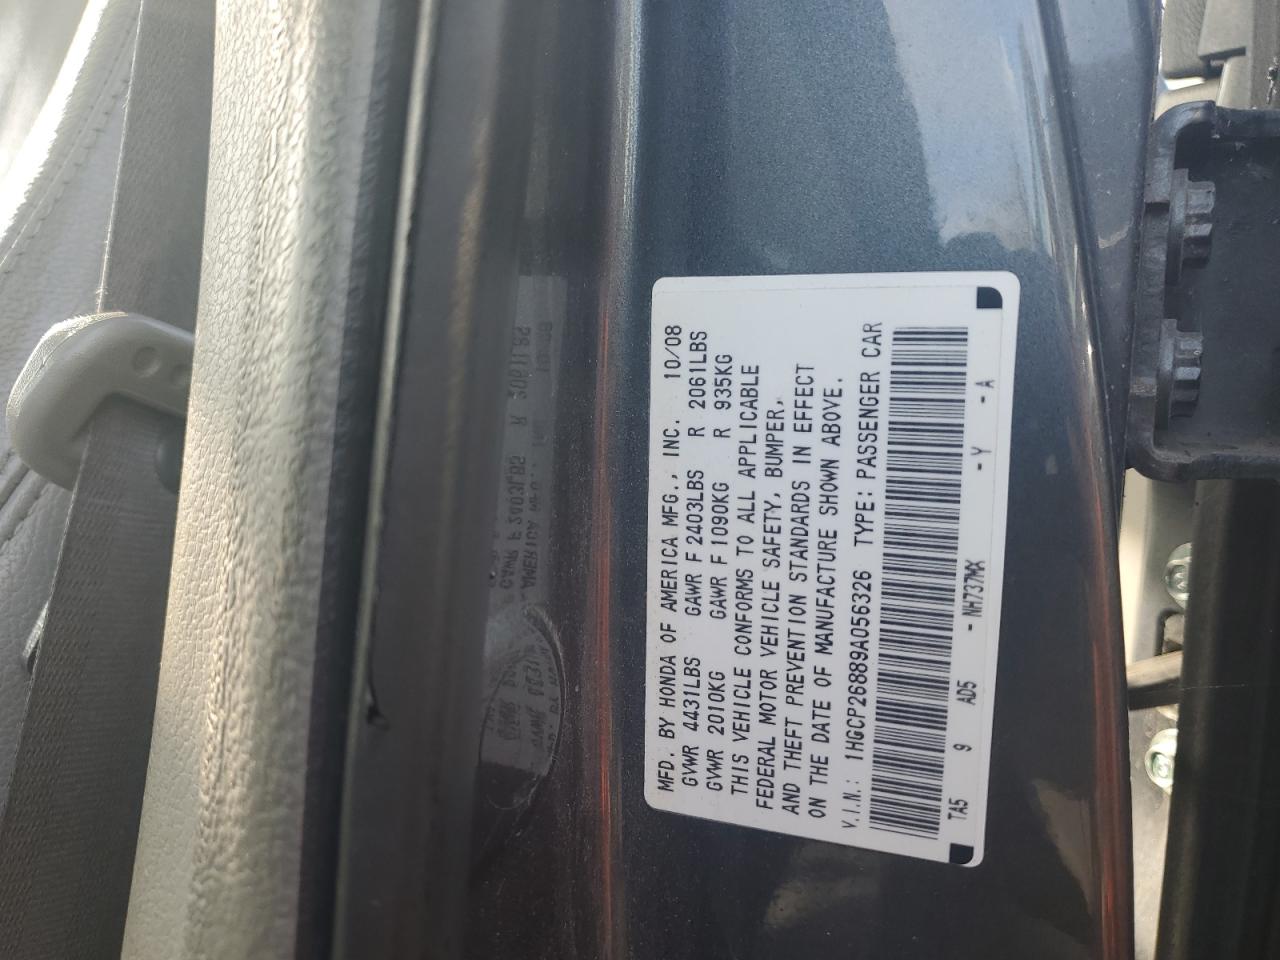 MFD. BY HONDA OF AMERICA MFG., INC. 10/08
GVWR 4431LBS GAWR F 2403LBS R 2061LBS
GVWR 2010KG GAWR F 1090KG R 935KG
THIS VEHICLE CONFORMS TO ALL APPLICABLE
FEDERAL MOTOR VEHICLE SAFETY, BUMPER,
AND THEFT PREVENTION STANDARDS IN EFFECT
ON THE DATE OF MANUFACTURE SHOWN ABOVE.
V.I.N.: 1HGCP26889A056326 TYPE: PASSENGER CAR
TA5 9 AD5 - NH737MX - Y - A